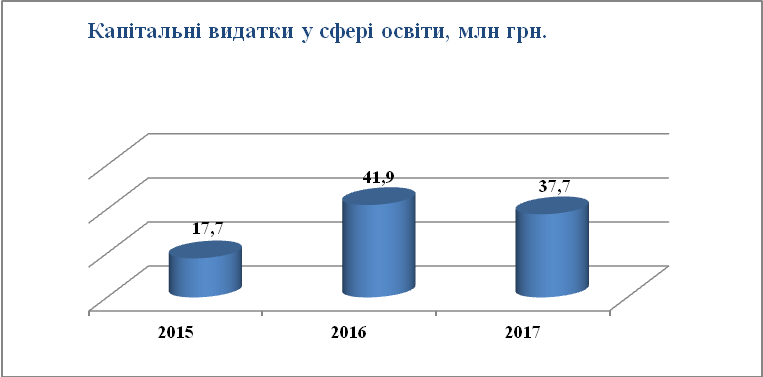 Капітальні видатки у сфері освіти, млн грн.
41,9
37,7
17,7
2015 2016 2017